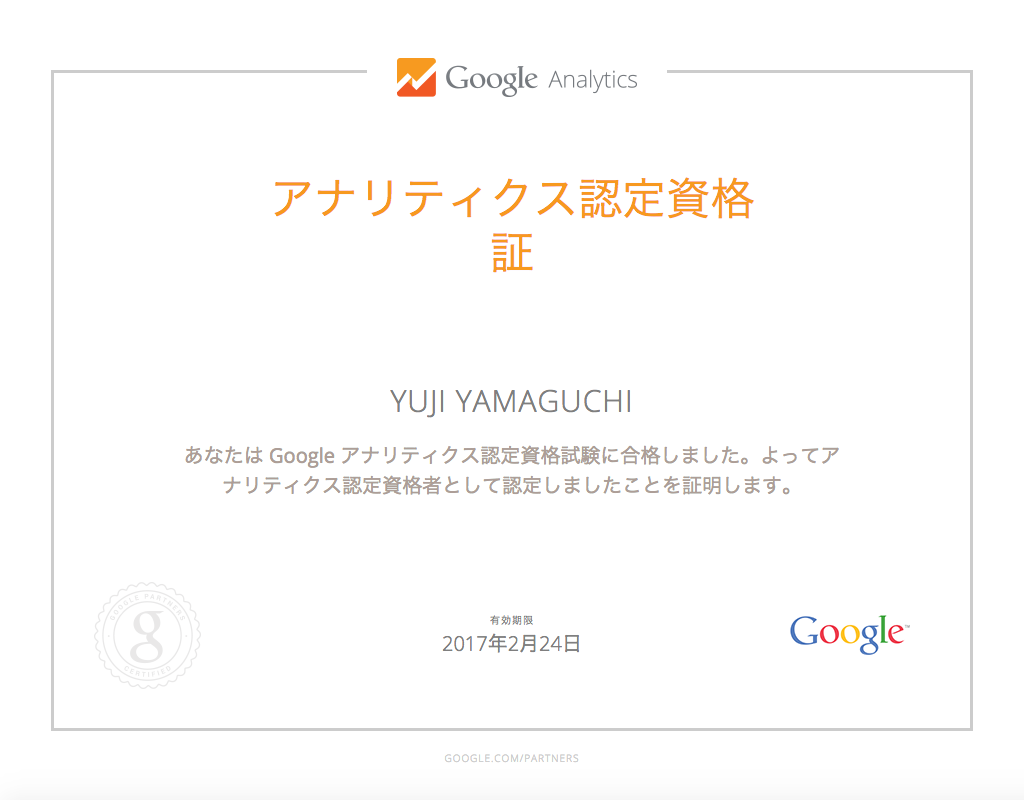 Google Analytics
アナリティクス認定資格
証
YUJI YAMAGUCHI
あなたは Google アナリティクス認定資格試験に合格しました。よってア
ナリティクス認定資格者として認定しましたことを証明します。
GOOGLE PARTNERS
g
CERTIFIED
有効期限
2017年2月24日
Google™
GOOGLE.COM/PARTNERS